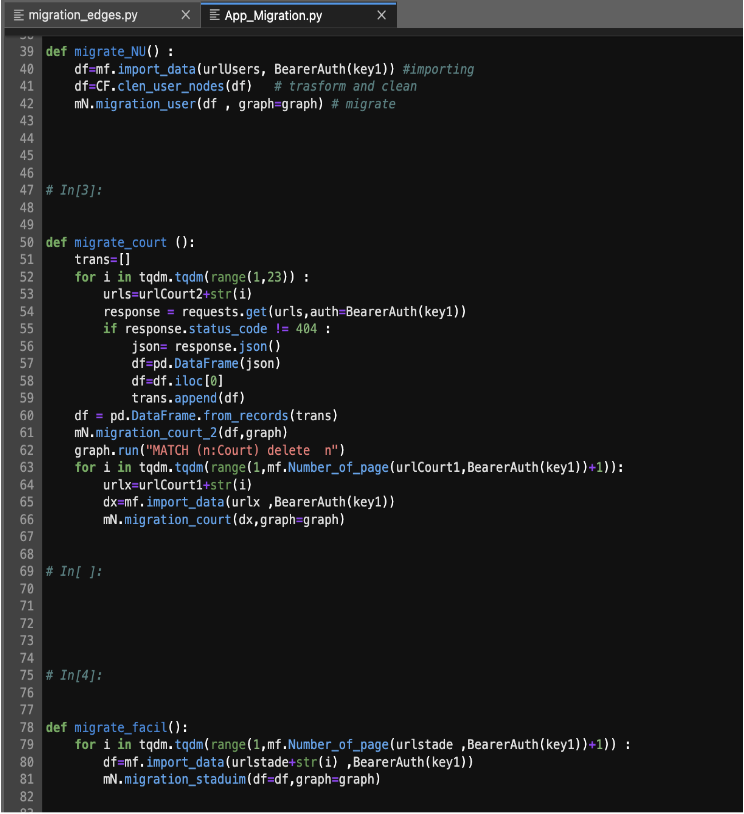 migration_edges.py × App_Migration.py ×
39 def migrate_NU() :
40     df=mf.import_data(urlUsers, BearerAuth(key1)) #importing
41     df=CF.clen_user_nodes(df)   # trasform and clean
42     mN.migration_user(df , graph=graph) # migrate
43
44
45
46
47 # In[3]:
48
49
50 def migrate_court ():
51     trans=[]
52     for i in tqdm.tqdm(range(1,23)) :
53         urls=urlCourt2+str(i)
54         response = requests.get(urls,auth=BearerAuth(key1))
55         if response.status_code != 404 :
56             json= response.json()
57             df=pd.DataFrame(json)
58             df=df.iloc[0]
59             trans.append(df)
60     df = pd.DataFrame.from_records(trans)
61     mN.migration_court_2(df,graph)
62     graph.run("MATCH (n:Court) delete  n")
63     for i in tqdm.tqdm(range(1,mf.Number_of_page(urlCourt1,BearerAuth(key1))+1)):
64         urlx=urlCourt1+str(i)
65         dx=mf.import_data(urlx ,BearerAuth(key1))
66         mN.migration_court(dx,graph=graph)
67
68
69 # In[ ]:
70
71
72
73
74
75 # In[4]:
76
77
78 def migrate_facil():
79     for i in tqdm.tqdm(range(1,mf.Number_of_page(urlstade ,BearerAuth(key1))+1)) :
80         df=mf.import_data(urlstade+str(i) ,BearerAuth(key1))
81         mN.migration_staduim(df=df,graph=graph)
82